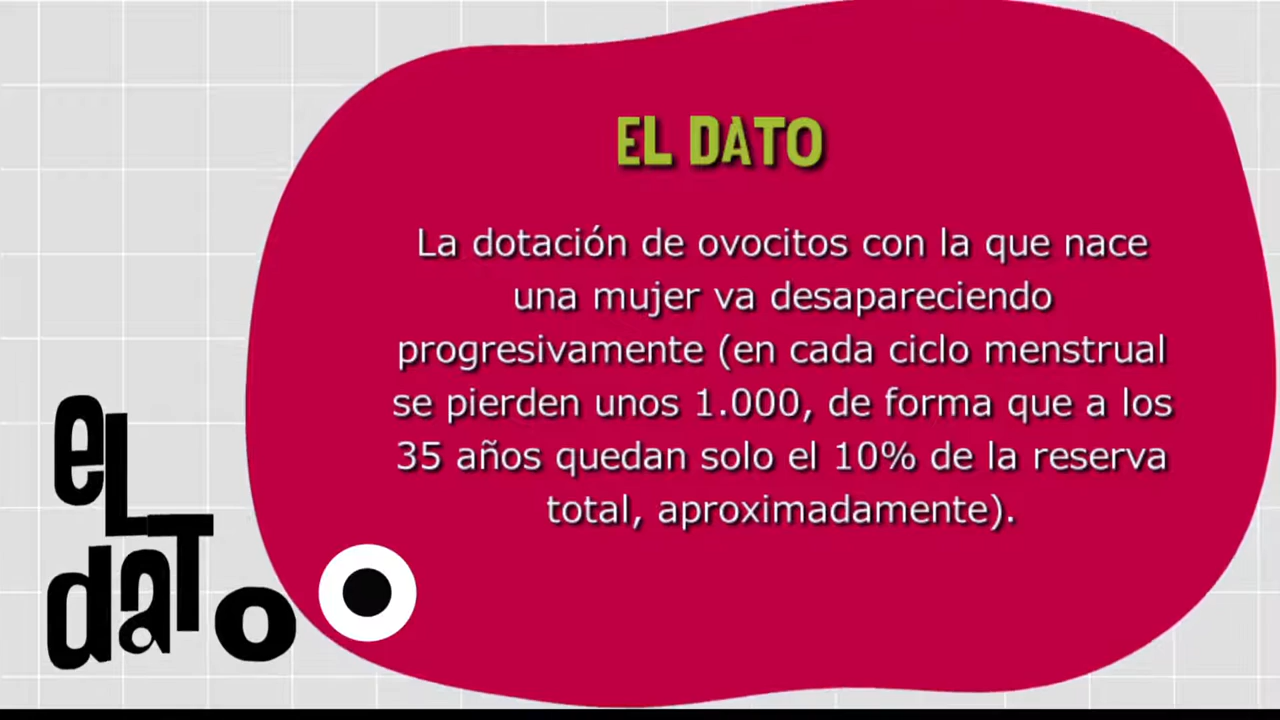 EL DATO
La dotación de ovocitos con la que nace
una mujer va desapareciendo
progresivamente (en cada ciclo menstrual
se pierden unos 1.000, de forma que a los
35 años quedan solo el 10% de la reserva
total, aproximadamente).
eL
daTo